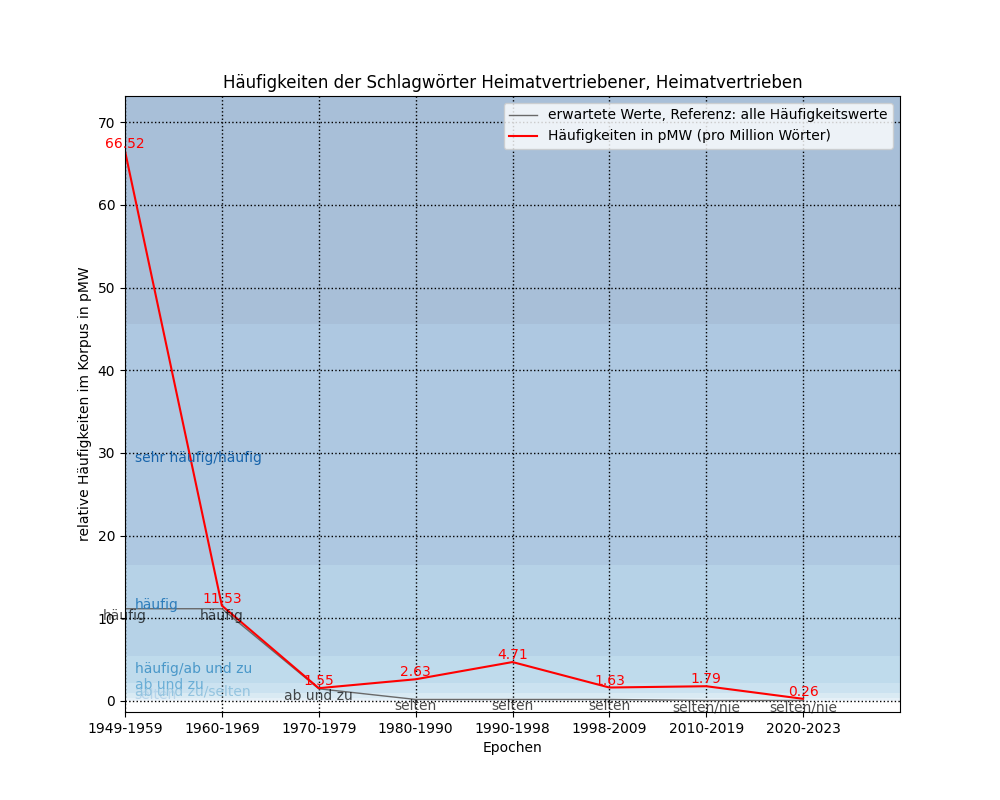 Häufigkeiten der Schlagwörter Heimatvertriebener, Heimatvertrieben
erwartete Werte, Referenz: alle Häufigkeitswerte
Häufigkeiten in pMW (pro Million Wörter)
relative Häufigkeiten im Korpus in pMW
70
60
50
40
30
20
10
0
66.52
11.53
1.55
2.63
4.71
1.63
1.79
0.26
sehr häufig/häufig
häufig
häufig/ab und zu
ab und zu
ab und zu/selten
häufig
häufig
ab und zu
selten
selten
selten
selten/nie
selten/nie
1949-1959
1960-1969
1970-1979
1980-1990
1990-1998
1998-2009
2010-2019
2020-2023
Epochen